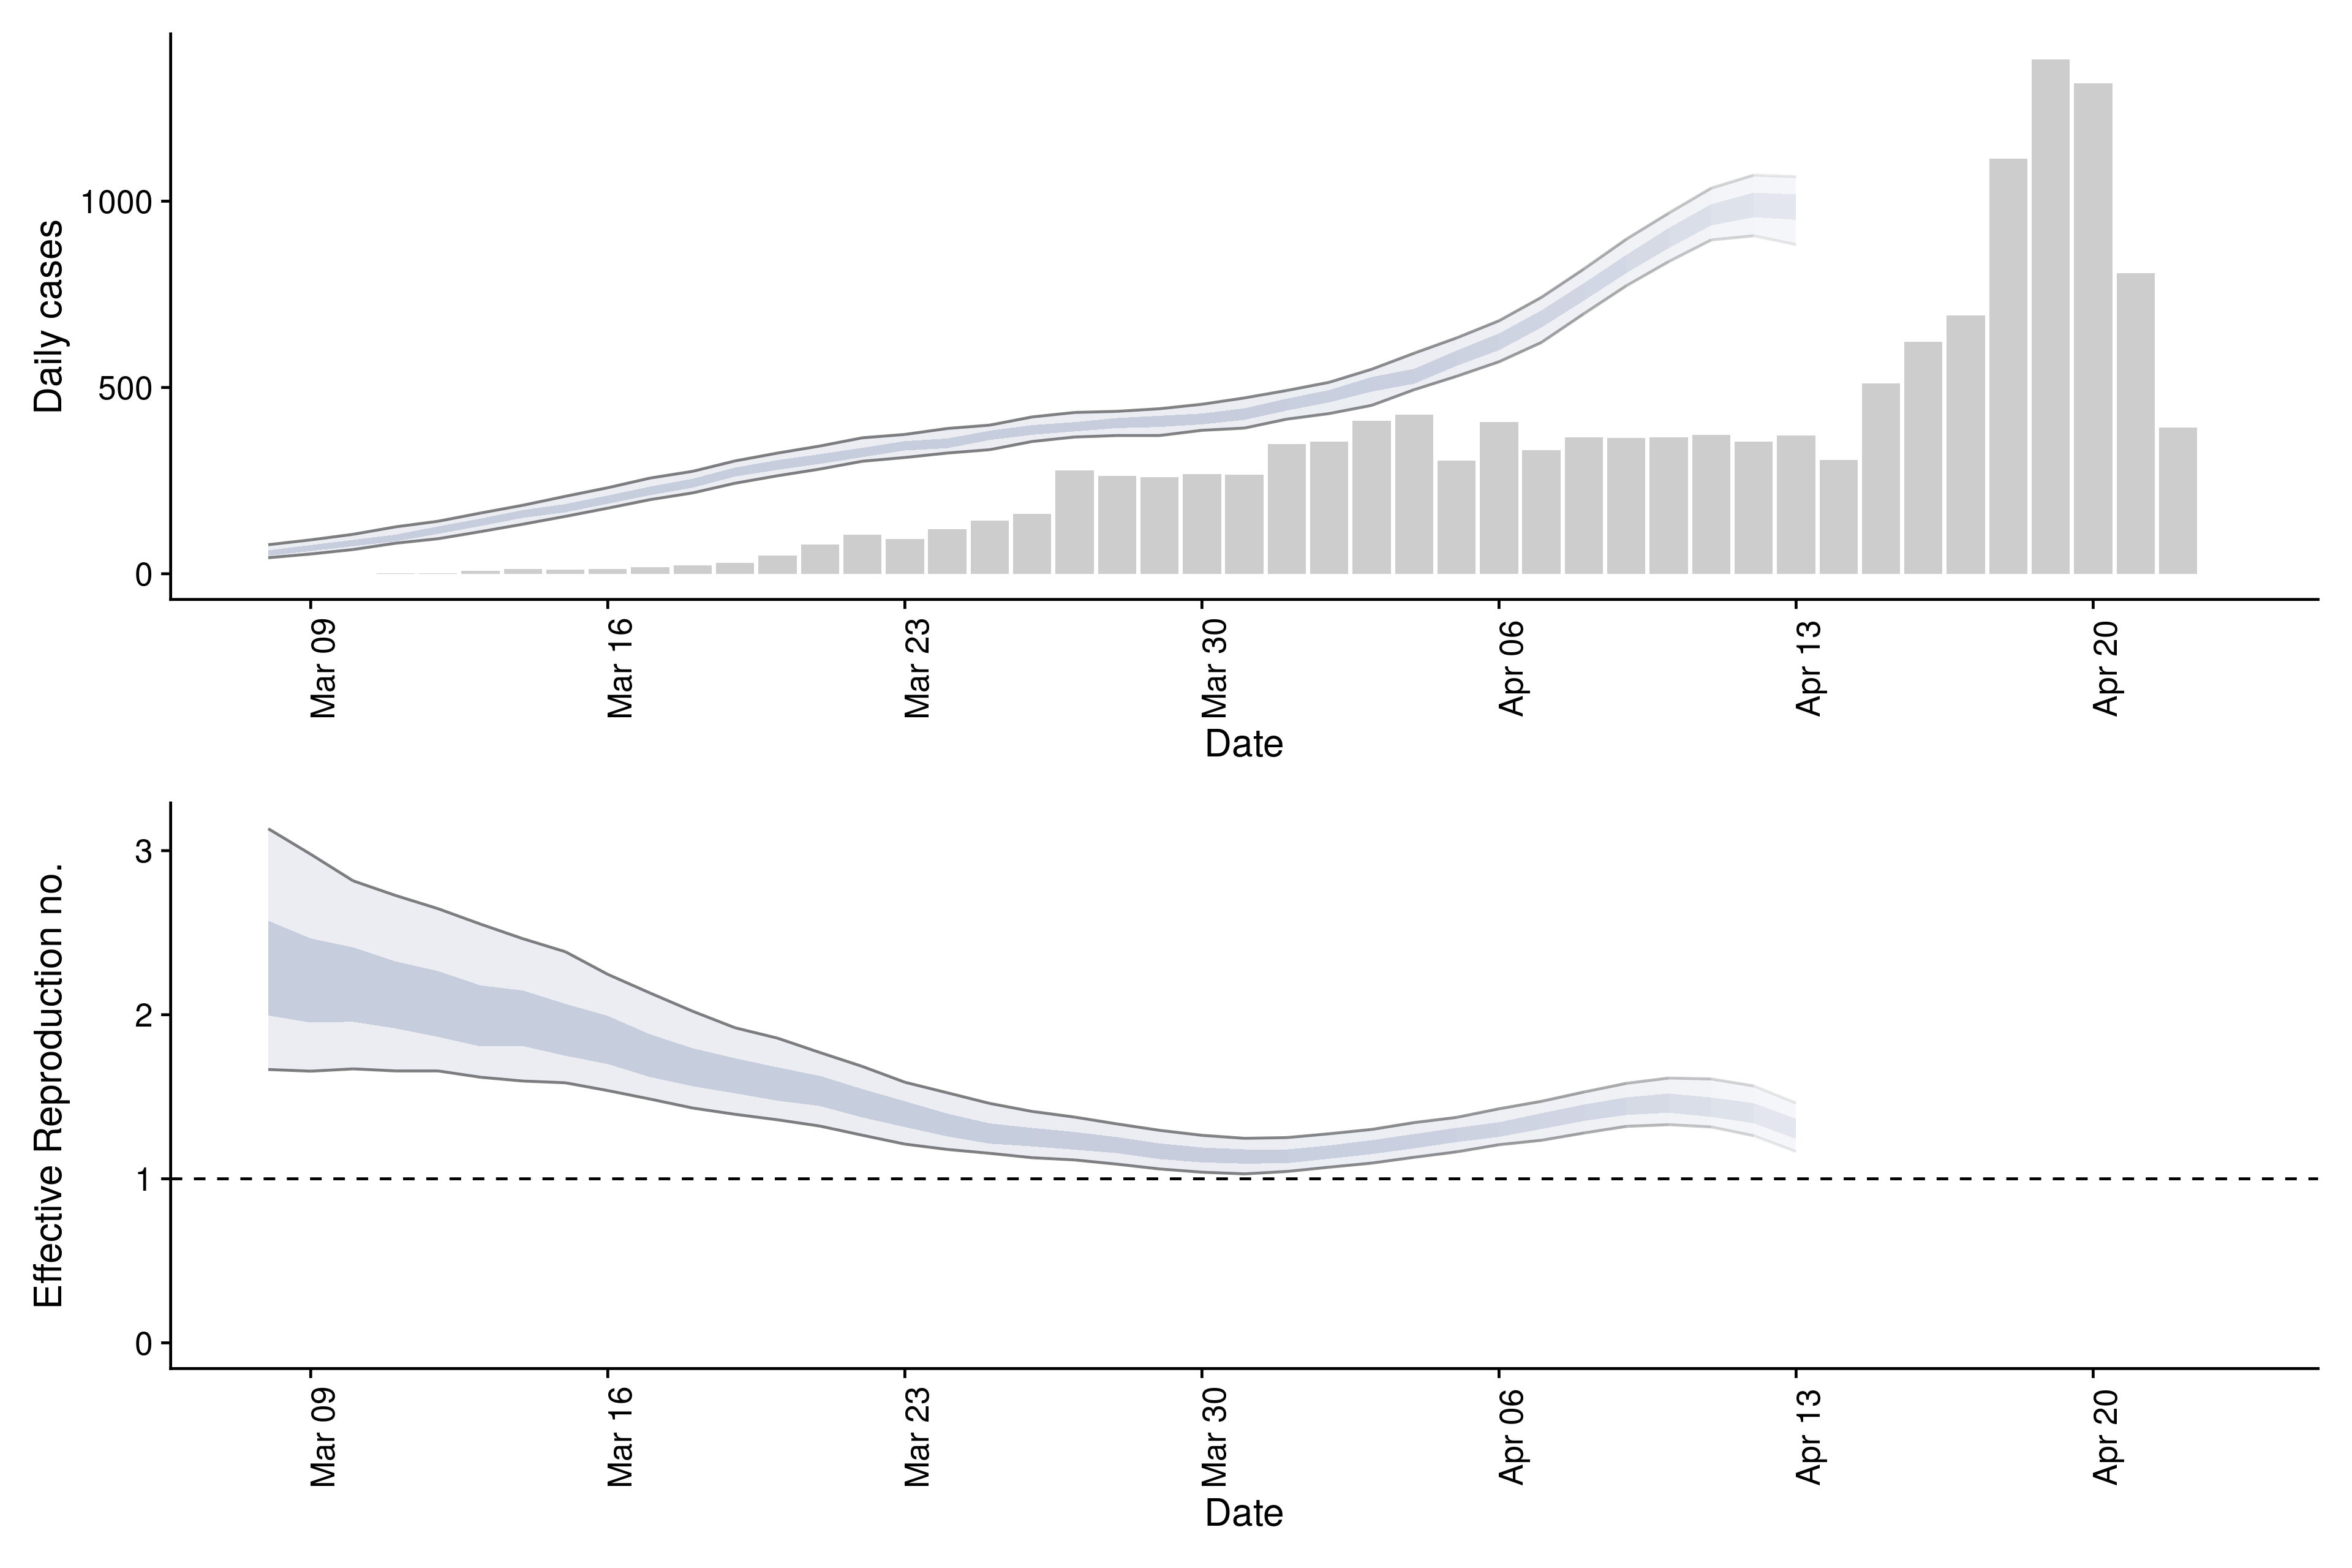 Daily cases
1000
500
0
Mar 09
Mar 16
Mar 23
Mar 30
Apr 06
Apr 13
Apr 20
Date
Effective Reproduction no.
3
2
1
0
Mar 09
Mar 16
Mar 23
Mar 30
Apr 06
Apr 13
Apr 20
Date